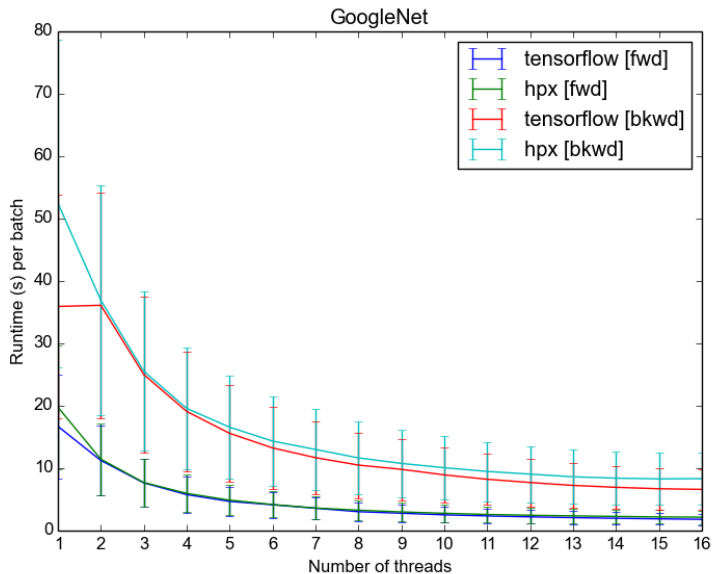 GoogleNet
80
70
60
50
40
30
20
10
0
Runtime (s) per batch
tensorflow [fwd]
hpx [fwd]
tensorflow [bkwd]
hpx [bkwd]
1 2 3 4 5 6 7 8 9 10 11 12 13 14 15 16
Number of threads